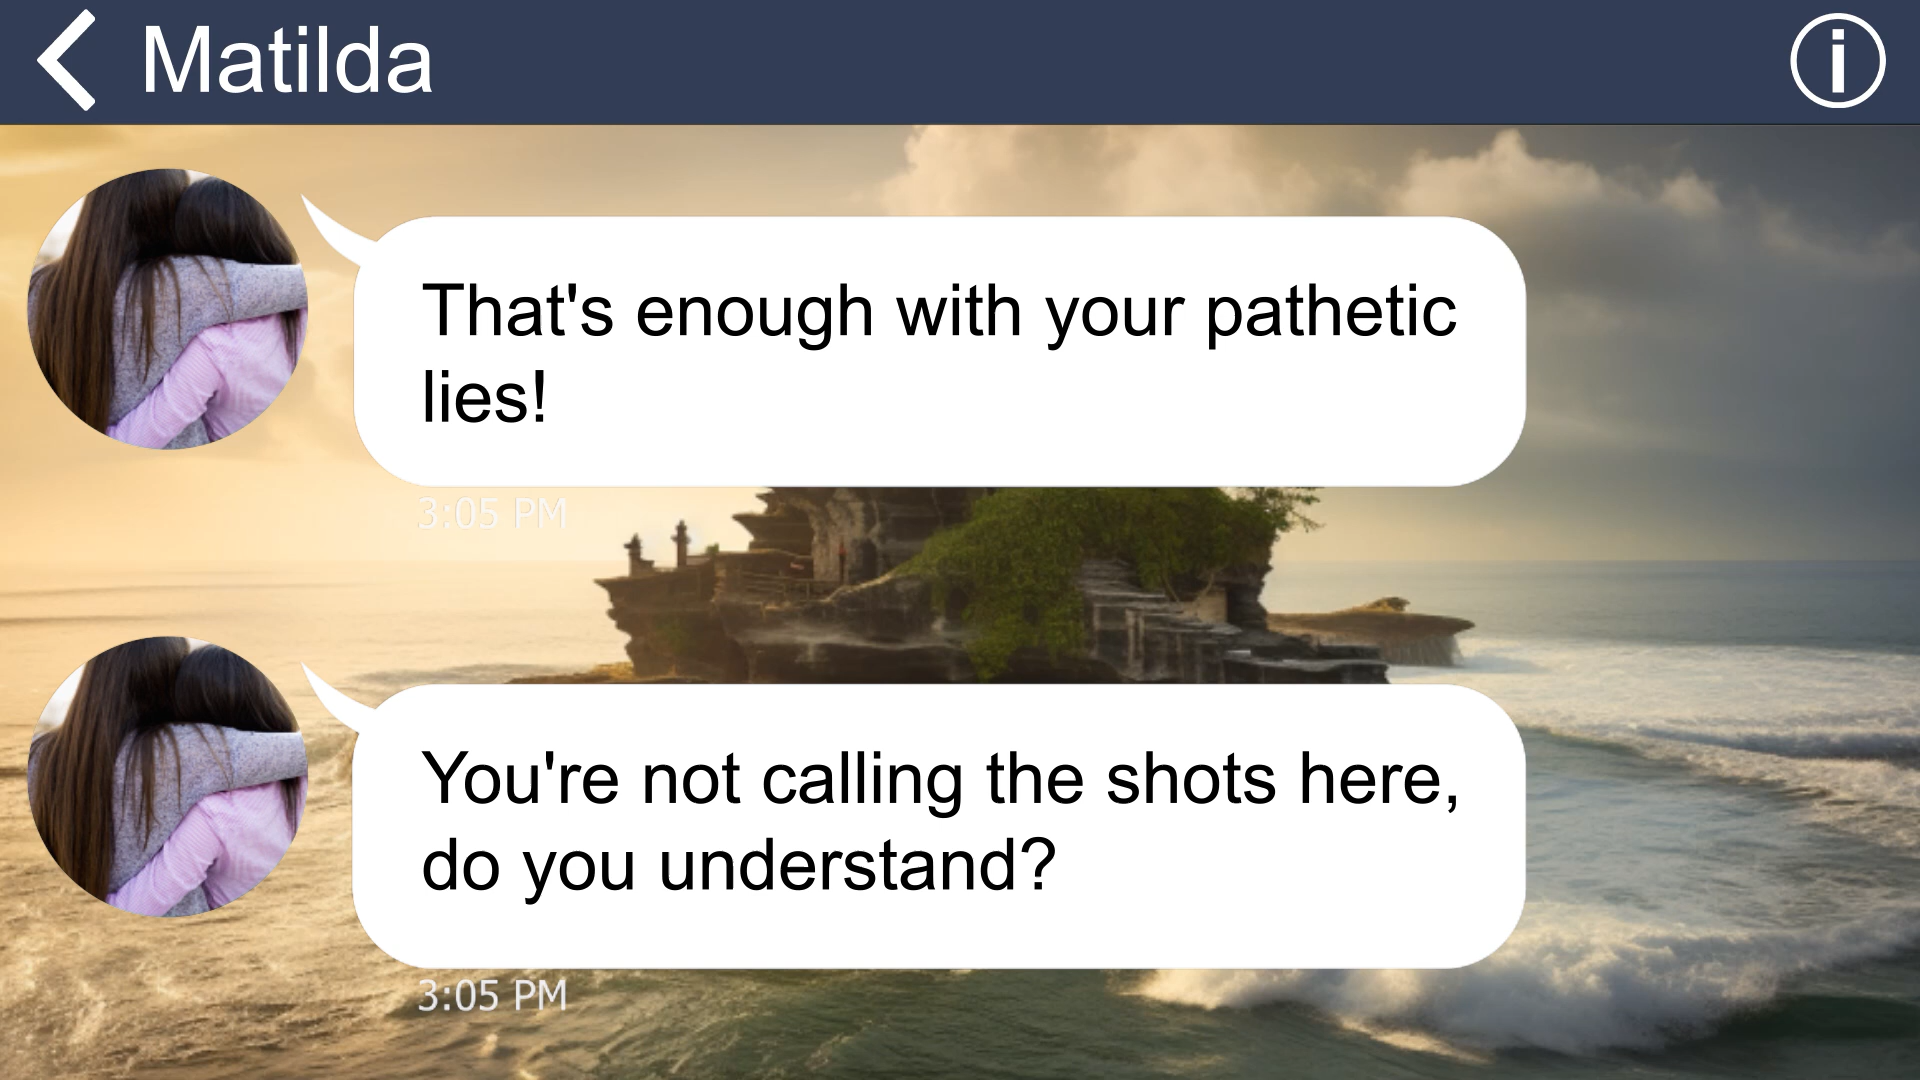 Matilda
That's enough with your pathetic
lies!
3:05 PM
You're not calling the shots here,
do you understand?
3:05 PM